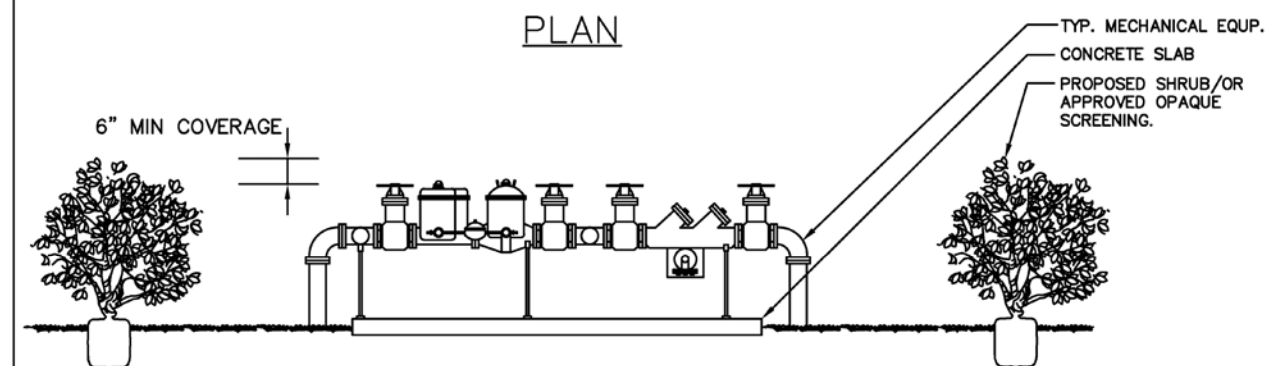 PLAN
TYP. MECHANICAL EQUP.
CONCRETE SLAB
PROPOSED SHRUB/OR
APPROVED OPAQUE
SCREENING.
6" MIN COVERAGE